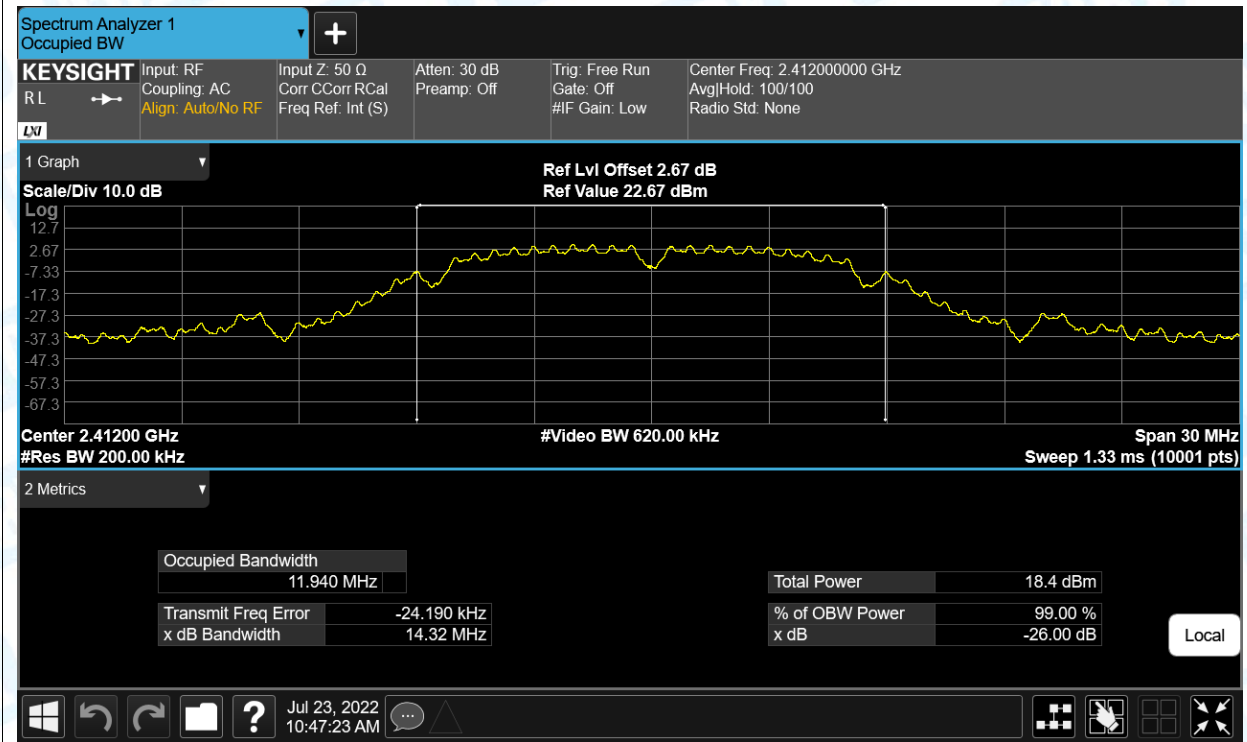 Spectrum Analyzer 1
Occupied BW
KEYSIGHT
R L
LXI
Input: RF
Coupling: AC
Align: Auto/No RF
Input Z: 50 Ω
Corr CCorr RCal
Freq Ref: Int (S)
Atten: 30 dB
Preamp: Off
Trig: Free Run
Gate: Off
#IF Gain: Low
Center Freq: 2.412000000 GHz
Avg|Hold: 100/100
Radio Std: None
1 Graph
Scale/Div 10.0 dB
Ref Lvl Offset 2.67 dB
Ref Value 22.67 dBm
Log
12.7
2.67
-7.33
-17.3
-27.3
-37.3
-47.3
-57.3
-67.3
Center 2.41200 GHz
#Res BW 200.00 kHz
#Video BW 620.00 kHz
Span 30 MHz
Sweep 1.33 ms (10001 pts)
2 Metrics
Occupied Bandwidth
11.940 MHz
Transmit Freq Error -24.190 kHz
x dB Bandwidth 14.32 MHz
Total Power 18.4 dBm
% of OBW Power 99.00 %
x dB -26.00 dB
Local
?
Jul 23, 2022
10:47:23 AM